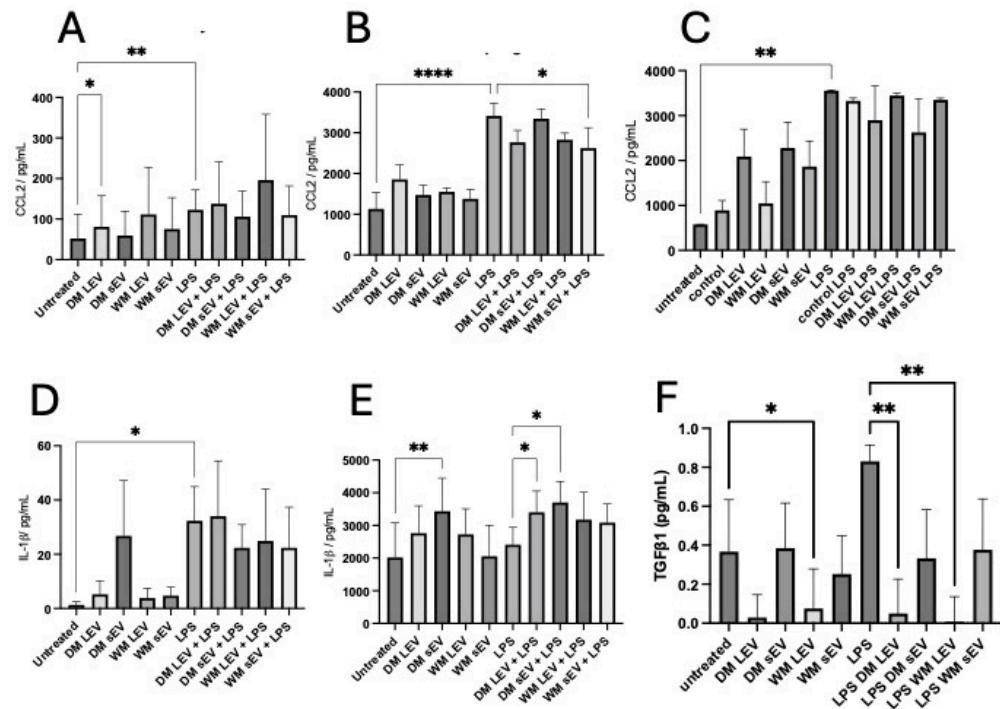 A
**
*
CCL2 / pg/mL
400
300
200
100
0
Untreated
DM LEV
DM sEV
WM LEV
WM sEV
LPS
DM LEV + LPS
DM sEV + LPS
WM LEV + LPS
WM sEV + LPS
B
****
*
CCL2 / pg/mL
4000
3000
2000
1000
0
Untreated
DM LEV
DM sEV
WM LEV
WM sEV
LPS
DM LEV + LPS
DM sEV + LPS
WM LEV + LPS
WM sEV + LPS
C
**
CCL2 / pg/mL
4000
3000
2000
1000
0
untreated
control
DM LEV
WM LEV
DM sEV
WM sEV
LPS
control LPS
DM LEV LPS
WM LEV LPS
DM sEV LPS
WM sEV LPS
D
*
IL-1β/ pg/mL
60
40
20
0
Untreated
DM LEV
DM sEV
WM LEV
WM sEV
LPS
DM LEV + LPS
DM sEV + LPS
WM LEV + LPS
WM sEV + LPS
E
**
*
*
IL-1β / pg/mL
5000
4000
3000
2000
1000
0
Untreated
DM LEV
DM sEV
WM LEV
WM sEV
LPS
DM LEV + LPS
DM sEV + LPS
WM LEV + LPS
WM sEV + LPS
F
**
*
**
TGFβ1 (pg/mL)
1.0
0.8
0.6
0.4
0.2
0.0
untreated
DM LEV
DM sEV
WM LEV
WM sEV
LPS
LPS DM LEV
LPS DM sEV
LPS WM LEV
LPS WM sEV